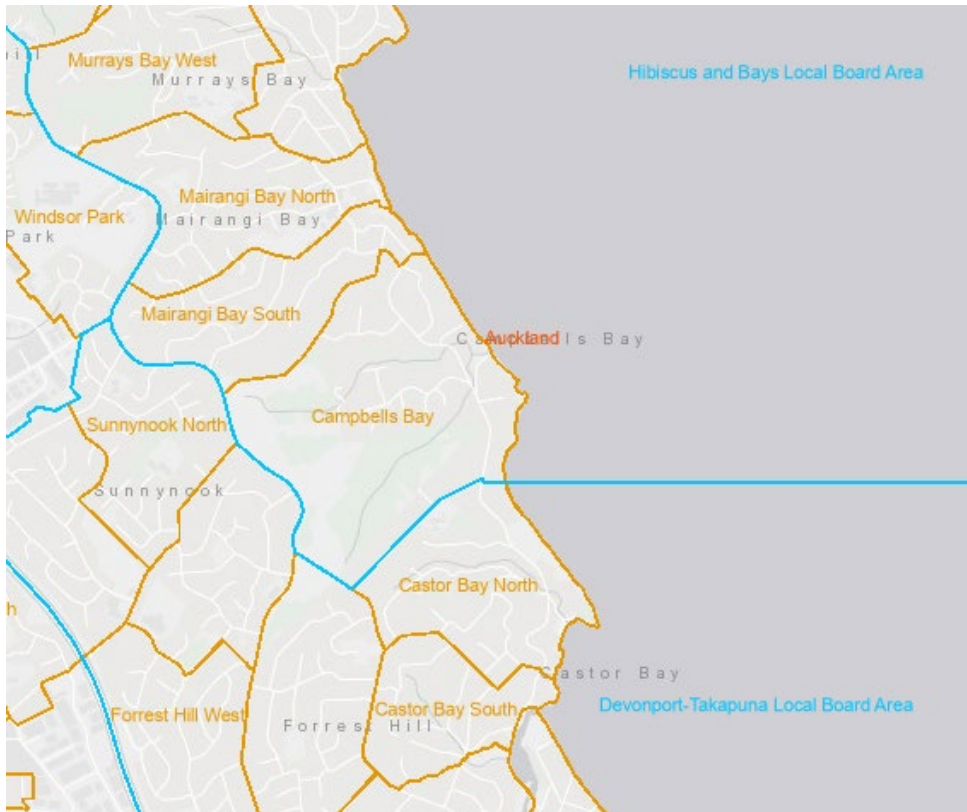 Murrays Bay West
Murrays Bay
Hibiscus and Bays Local Board Area
Mairangi Bay North
Mairangi Bay
Windsor Park
Park
Mairangi Bay South
Auckland
Campbells Bay
Campbells Bay
Sunnynook North
Sunnynook
Castor Bay North
h
Castor Bay
Devonport-Takapuna Local Board Area
Forrest Hill West
Castor Bay South
Forrest Hill